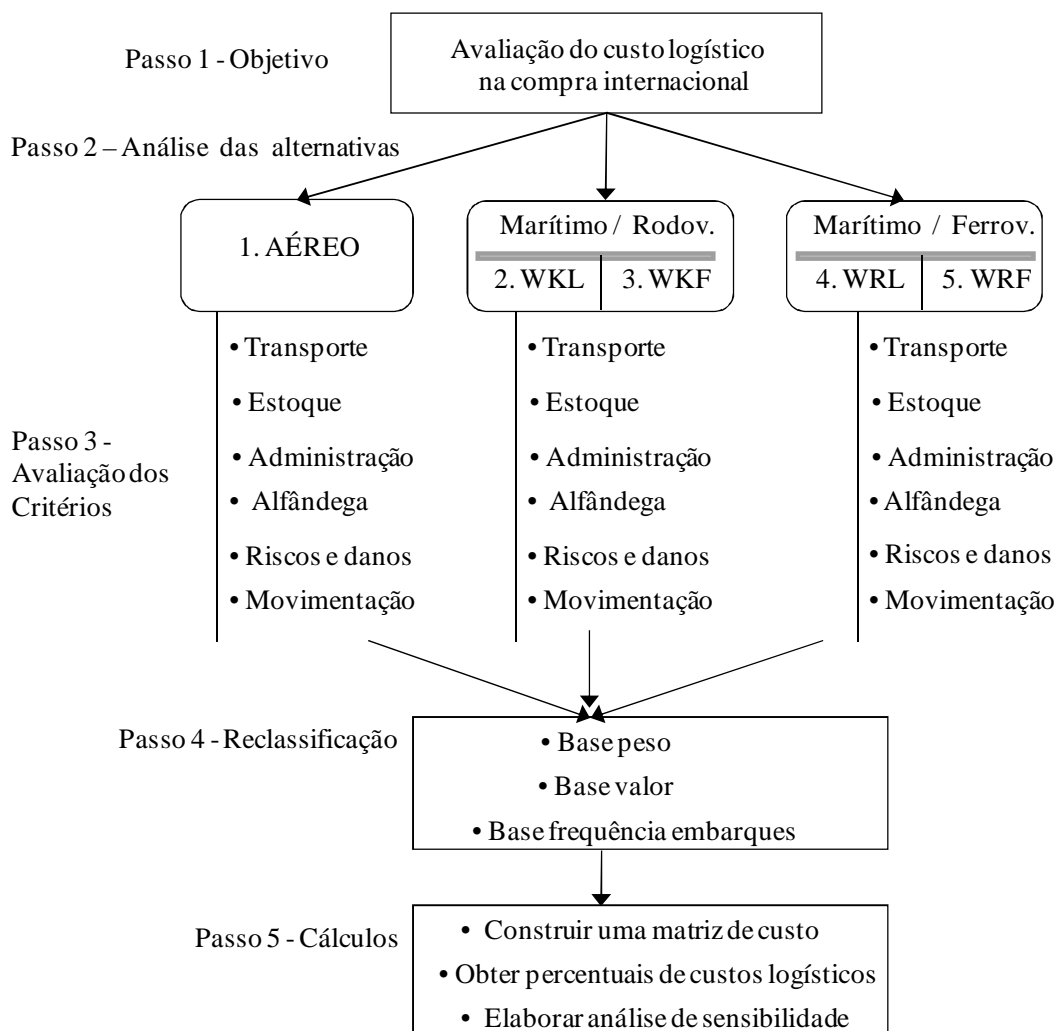 Passo 1 - Objetivo
Avaliação do custo logístico
na compra internacional
Passo 2 – Análise das alternativas
1. AÉREO
Marítimo / Rodov.
2. WKL
3. WKF
Marítimo / Ferrov.
4. WRL
5. WRF
Passo 3 -
Avaliação dos
Critérios
• Transporte
• Estoque
• Administração
• Alfândega
• Riscos e danos
• Movimentação
• Transporte
• Estoque
• Administração
• Alfândega
• Riscos e danos
• Movimentação
• Transporte
• Estoque
• Administração
• Alfândega
• Riscos e danos
• Movimentação
Passo 4 - Reclassificação
• Base peso
• Base valor
• Base frequência embarques
Passo 5 - Cálculos
• Construir uma matriz de custo
• Obter percentuais de custos logísticos
• Elaborar análise de sensibilidade